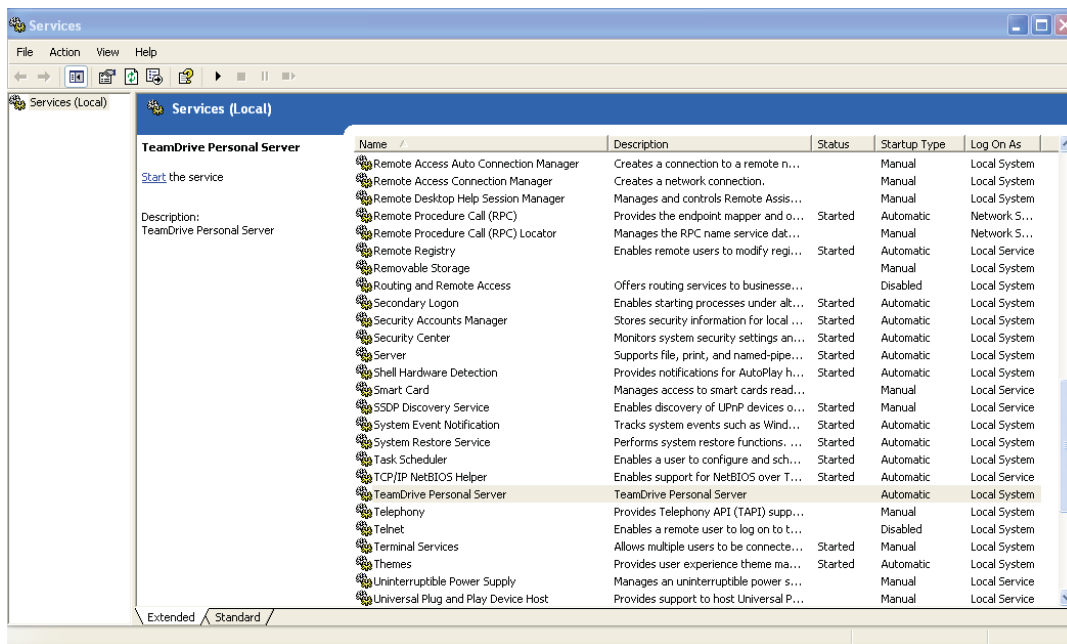 Services
File Action View Help
Services (Local)
Services (Local)
TeamDrive Personal Server
Start the service
Description:
TeamDrive Personal Server
Name Description Status Startup Type Log On As
Remote Access Auto Connection Manager Creates a connection to a remote n... Manual Local System
Remote Access Connection Manager Creates a network connection. Manual Local System
Remote Desktop Help Session Manager Manages and controls Remote Assis... Manual Local System
Remote Procedure Call (RPC) Provides the endpoint mapper and o... Started Automatic Network S...
Remote Procedure Call (RPC) Locator Manages the RPC name service dat... Manual Network S...
Remote Registry Enables remote users to modify regi... Started Automatic Local Service
Removable Storage Manual Local System
Routing and Remote Access Offers routing services to businesse... Disabled Local System
Secondary Logon Enables starting processes under alt... Started Automatic Local System
Security Accounts Manager Stores security information for local ... Started Automatic Local System
Security Center Monitors system security settings an... Started Automatic Local System
Server Supports file, print, and named-pipe... Started Automatic Local System
Shell Hardware Detection Provides notifications for AutoPlay h... Started Automatic Local System
Smart Card Manages access to smart cards read... Manual Local Service
SSDP Discovery Service Enables discovery of UPnP devices o... Started Manual Local Service
System Event Notification Tracks system events such as Wind... Started Automatic Local System
System Restore Service Performs system restore functions. ... Started Automatic Local System
Task Scheduler Enables a user to configure and sch... Started Automatic Local System
TCP/IP NetBIOS Helper Enables support for NetBIOS over T... Started Automatic Local Service
TeamDrive Personal Server TeamDrive Personal Server Automatic Local System
Telephony Provides Telephony API (TAPI) supp... Manual Local System
Telnet Enables a remote user to log on to t... Disabled Local System
Terminal Services Allows multiple users to be connecte... Started Manual Local System
Themes Provides user experience theme ma... Started Automatic Local System
Uninterruptible Power Supply Manages an uninterruptible power s... Manual Local Service
Universal Plug and Play Device Host Provides support to host Universal P... Manual Local Service
Extended Standard